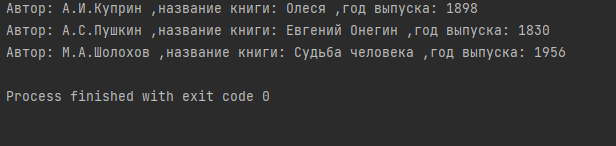 Автор: А.И.Куприн ,название книги: Олеся ,год выпуска: 1898
Автор: А.С.Пушкин ,название книги: Евгений Онегин ,год выпуска: 1830
Автор: М.А.Шолохов ,название книги: Судьба человека ,год выпуска: 1956
Process finished with exit code 0